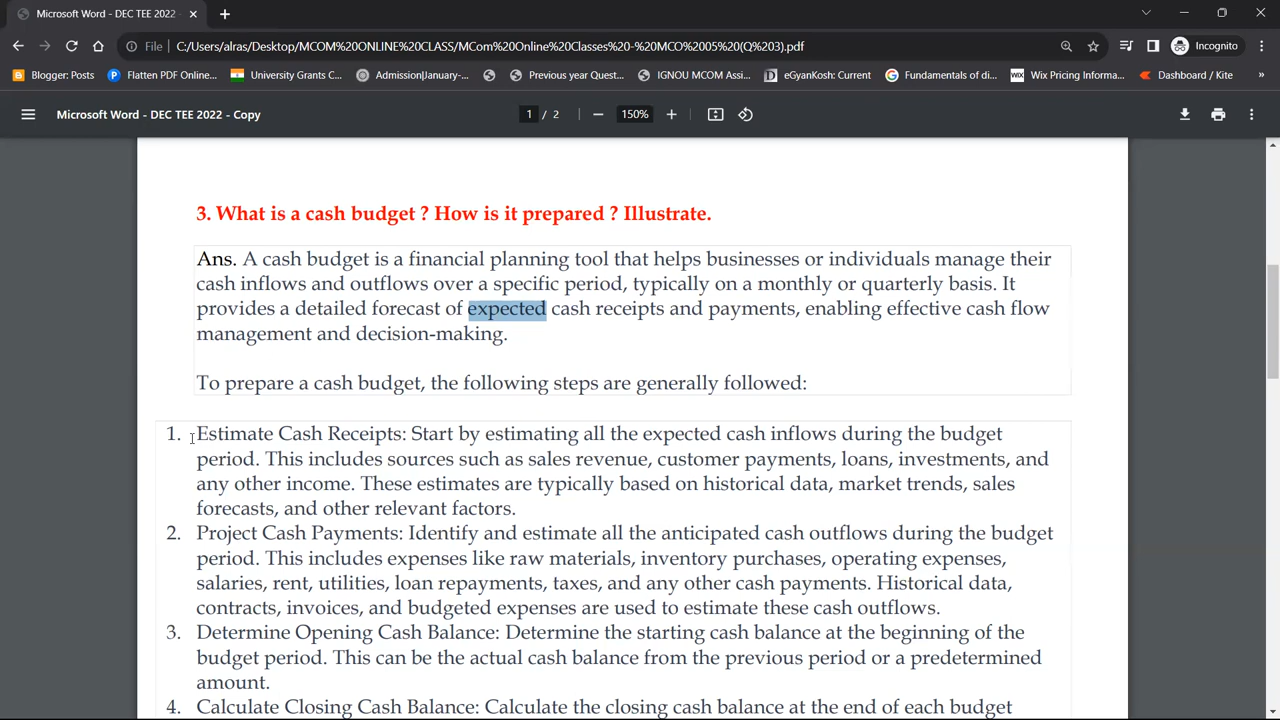 Microsoft Word - DEC TEE 2022 -
File C:/Users/alras/Desktop/MCOM%20ONLINE%20CLASS/MCom%20Online%20Classes%20-%20MCO%2005%20(Q%203).pdf Incognito
Blogger: Posts Flatten PDF Online... University Grants C... Admission|January-... Previous year Quest... IGNOU MCOM Assi... eGyanKosh: Current Fundamentals of di... WIX Wix Pricing Informa... Dashboard / Kite »
Microsoft Word - DEC TEE 2022 - Copy 1 / 2 150%
3. What is a cash budget ? How is it prepared ? Illustrate.
Ans. A cash budget is a financial planning tool that helps businesses or individuals manage their
cash inflows and outflows over a specific period, typically on a monthly or quarterly basis. It
provides a detailed forecast of expected cash receipts and payments, enabling effective cash flow
management and decision-making.
To prepare a cash budget, the following steps are generally followed:
1. Estimate Cash Receipts: Start by estimating all the expected cash inflows during the budget
period. This includes sources such as sales revenue, customer payments, loans, investments, and
any other income. These estimates are typically based on historical data, market trends, sales
forecasts, and other relevant factors.
2. Project Cash Payments: Identify and estimate all the anticipated cash outflows during the budget
period. This includes expenses like raw materials, inventory purchases, operating expenses,
salaries, rent, utilities, loan repayments, taxes, and any other cash payments. Historical data,
contracts, invoices, and budgeted expenses are used to estimate these cash outflows.
3. Determine Opening Cash Balance: Determine the starting cash balance at the beginning of the
budget period. This can be the actual cash balance from the previous period or a predetermined
amount.
4. Calculate Closing Cash Balance: Calculate the closing cash balance at the end of each budget